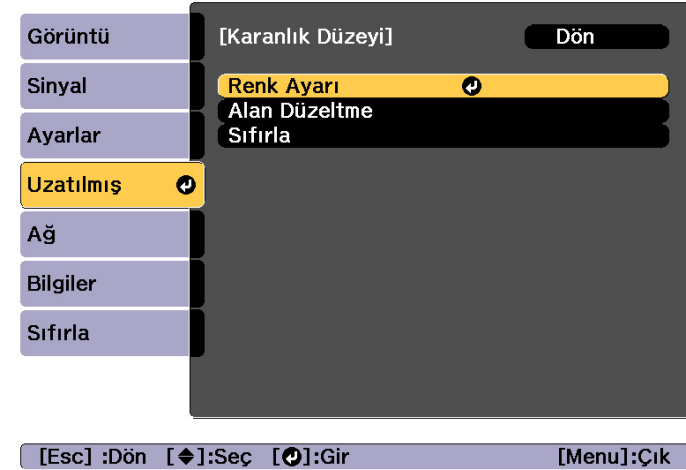 Görüntü
Sinyal
Ayarlar
Uzatılmış
Ağ
Bilgiler
Sıfırla
[Karanlık Düzeyi] Dön
Renk Ayarı
Alan Düzeltme
Sıfırla
[Esc] :Dön [◆]:Seç [↵]:Gir [Menu]:Çık